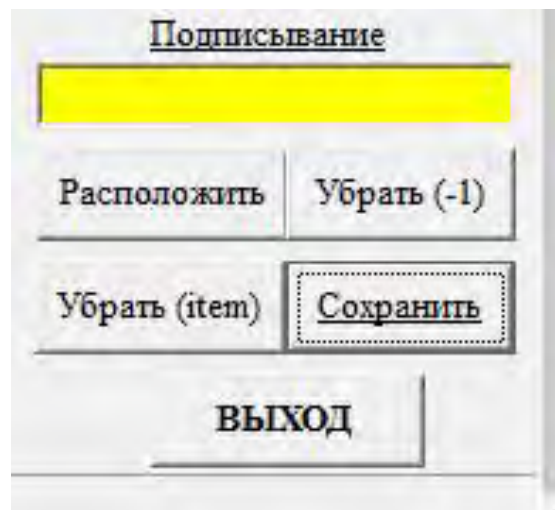 Подписывание
Расположить Убрать (-1)
Убрать (item) Сохранить
ВЫХОД